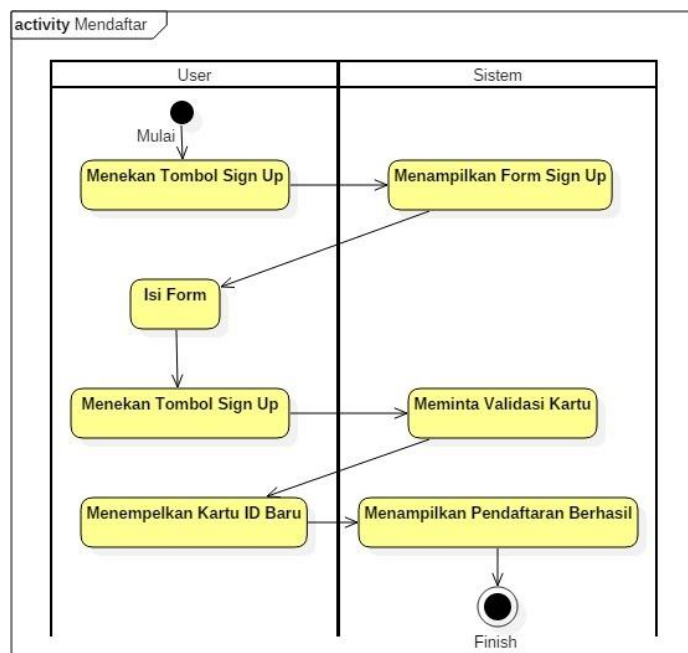 activity Mendaftar
User
Sistem
Mulai
Menekan Tombol Sign Up
Menampilkan Form Sign Up
Isi Form
Menekan Tombol Sign Up
Meminta Validasi Kartu
Menempelkan Kartu ID Baru
Menampilkan Pendaftaran Berhasil
Finish